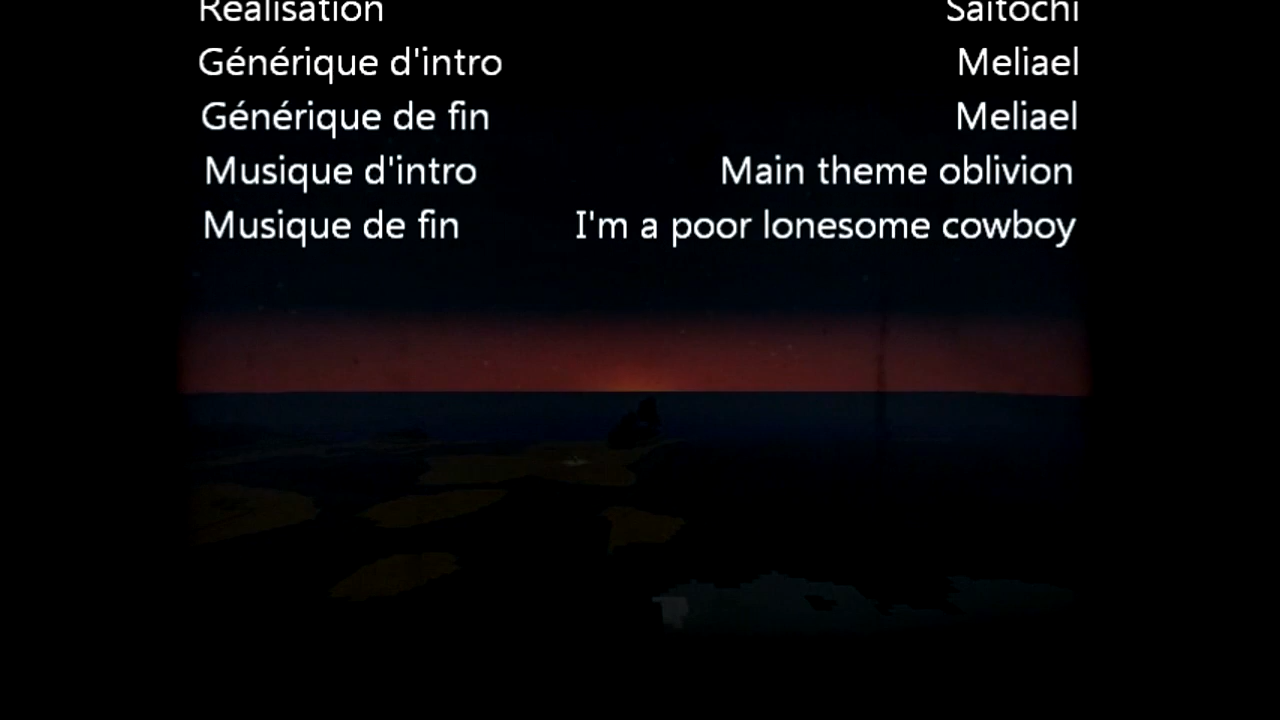 Réalisation Saitochi
Générique d'intro Meliael
Générique de fin Meliael
Musique d'intro Main theme oblivion
Musique de fin I'm a poor lonesome cowboy